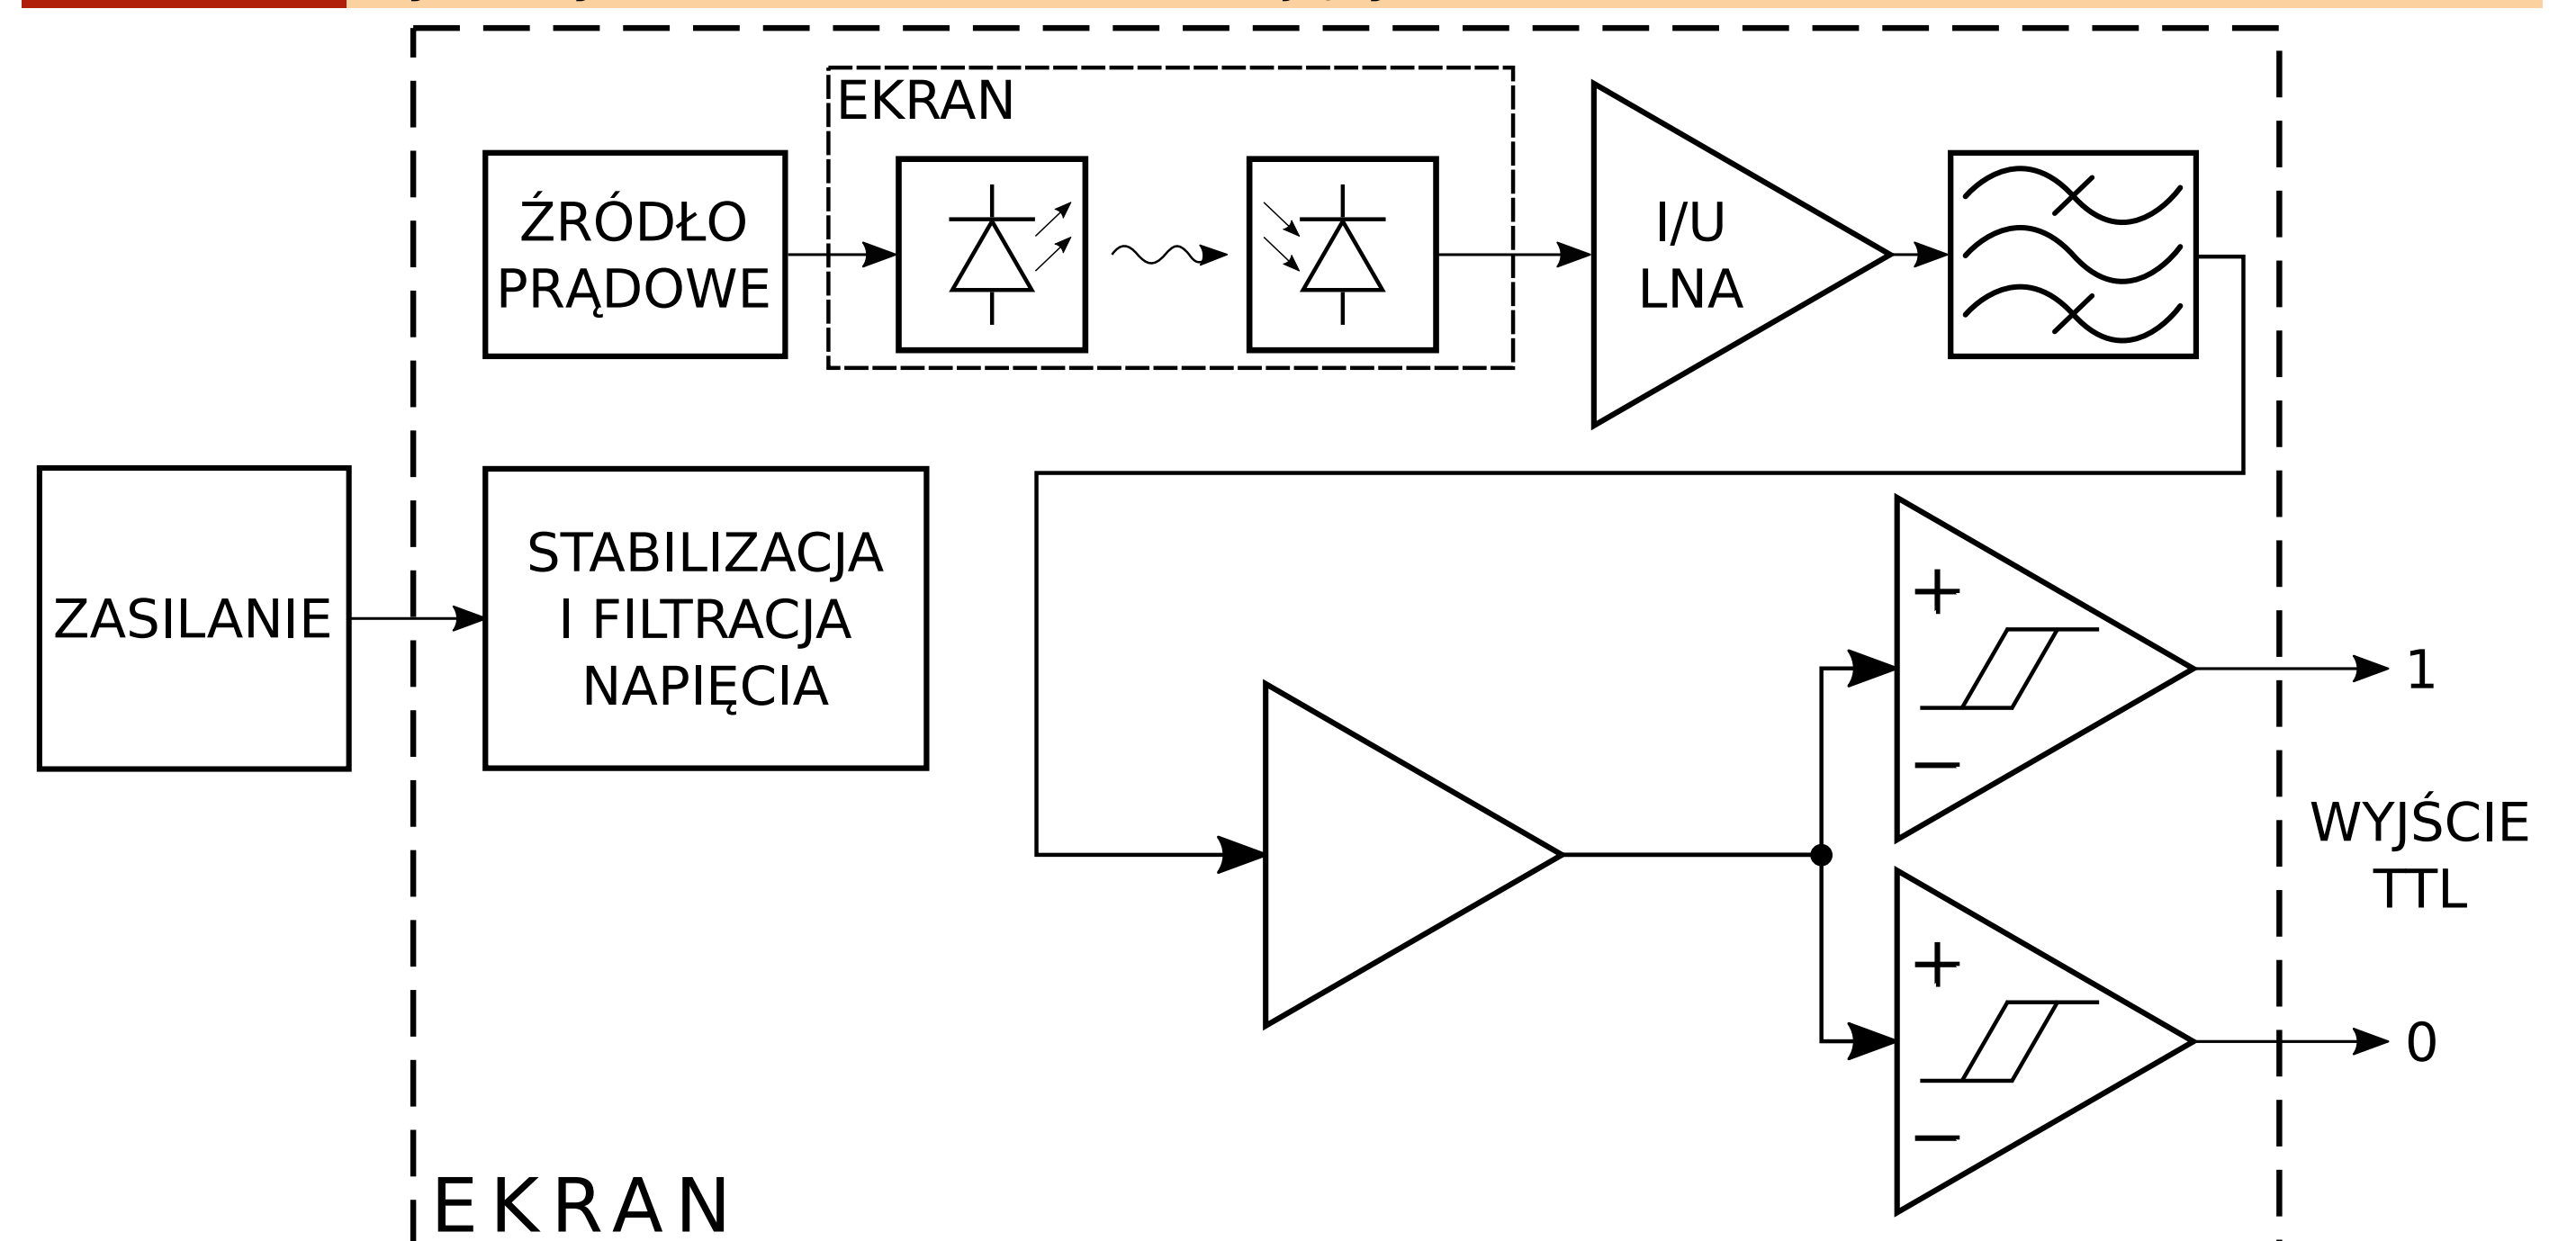 EKRAN
ŹRÓDŁO
PRĄDOWE
I/U
LNA
ZASILANIE
STABILIZACJA
I FILTRACJA
NAPIĘCIA
+
−
1
WYJŚCIE
TTL
+
−
0
EKRAN